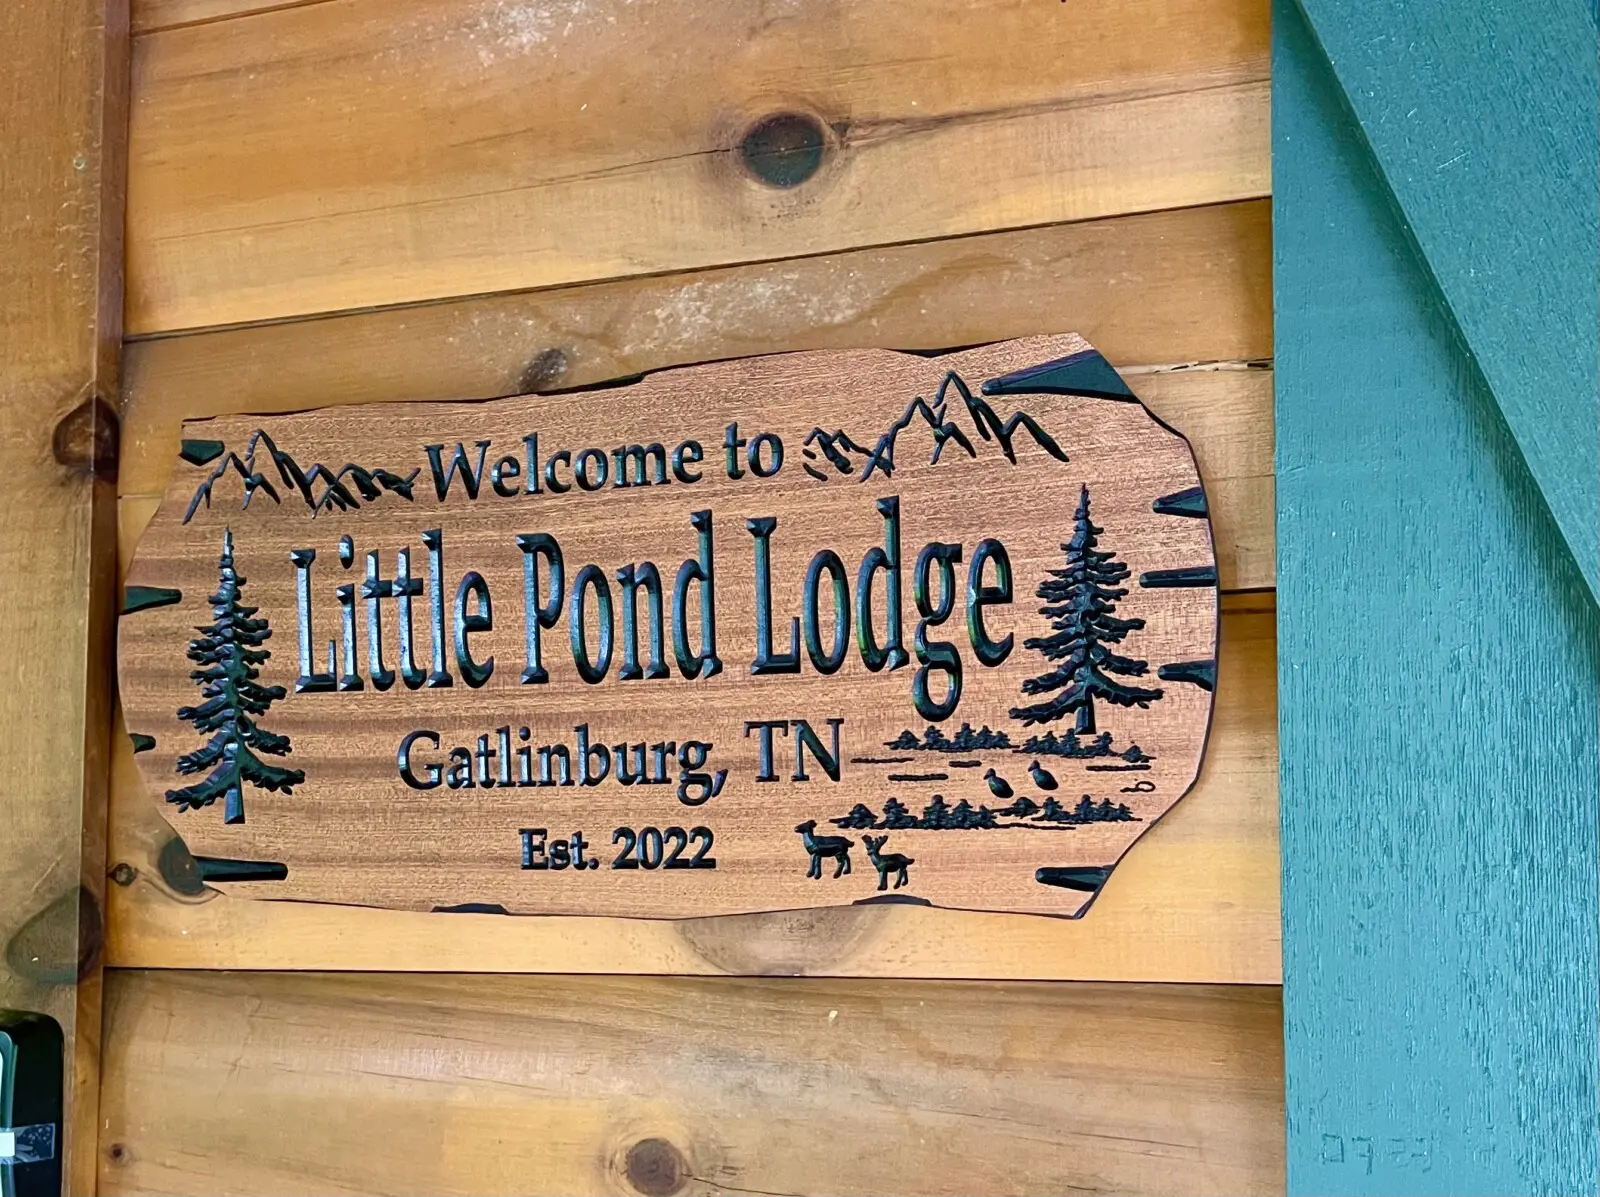 Welcome to
Little Pond Lodge
Gatlinburg, TN
Est. 2022